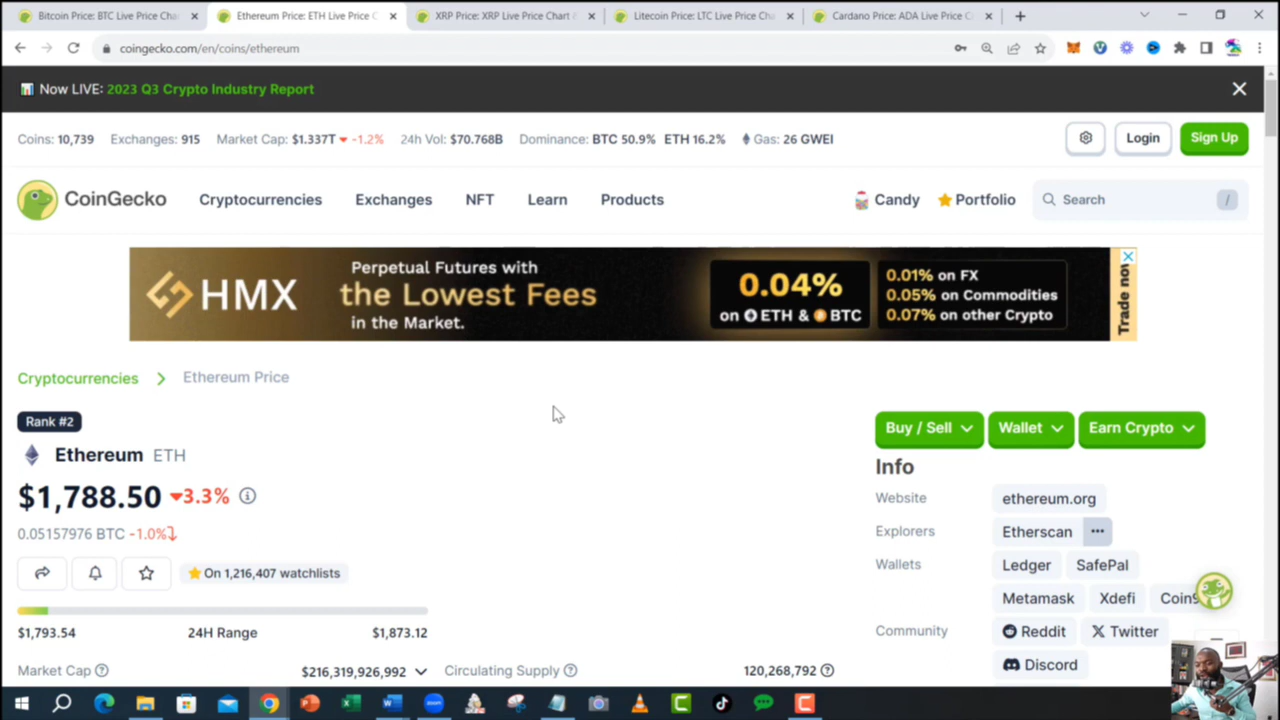 Bitcoin Price: BTC Live Price Cha
Ethereum Price: ETH Live Price C
XRP Price: XRP Live Price Chart &
Litecoin Price: LTC Live Price Cha
Cardano Price: ADA Live Price C
coingecko.com/en/coins/ethereum
Now LIVE: 2023 Q3 Crypto Industry Report
Coins: 10,739 Exchanges: 915 Market Cap: $1.337T -1.2% 24h Vol: $70.768B Dominance: BTC 50.9% ETH 16.2% Gas: 26 GWEI
Login
Sign Up
CoinGecko
Cryptocurrencies Exchanges NFT Learn Products
Candy Portfolio
Search /
HMX
Perpetual Futures with
the Lowest Fees
in the Market.
0.04%
on ETH & BTC
0.01% on FX
0.05% on Commodities
0.07% on other Crypto
Trade now
Cryptocurrencies > Ethereum Price
Rank #2
Ethereum ETH
$1,788.50 3.3%
0.05157976 BTC -1.0%
On 1,216,407 watchlists
$1,793.54 24H Range $1,873.12
Market Cap $216,319,926,992
Circulating Supply 120,268,792
Buy / Sell Wallet Earn Crypto
Info
Website ethereum.org
Explorers Etherscan
Wallets Ledger SafePal
Metamask Xdefi Coin9
Community Reddit Twitter
Discord